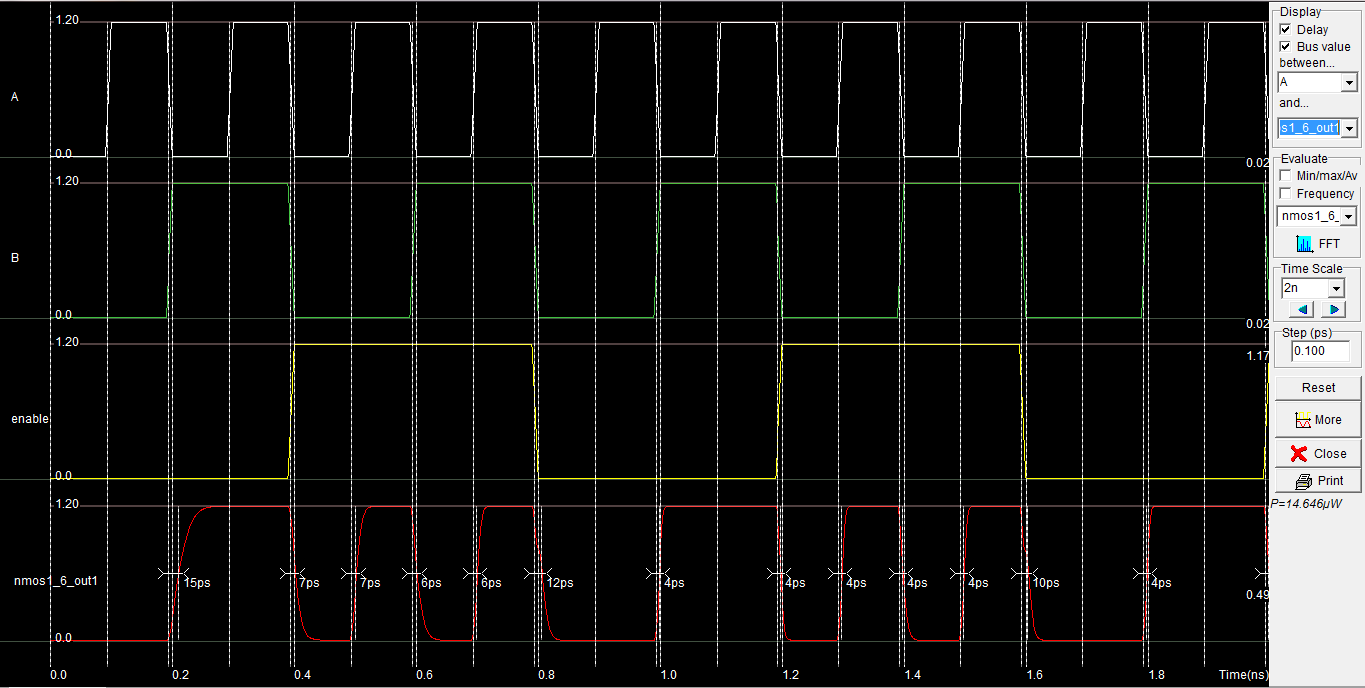 1.20
A
0.0
0.02
1.20
B
0.0
0.02
1.20
1.17
enable
0.0
1.20
nmos1_6_out1
15ps
7ps
7ps
6ps
6ps
12ps
4ps
4ps
4ps
4ps
4ps
10ps
4ps
0.49
0.0
0.0
0.2
0.4
0.6
0.8
1.0
1.2
1.4
1.6
1.8
Time(ns)
Display
Delay
Bus value
between...
A
and...
s1_6_out1
Evaluate
Min/max/Av
Frequency
nmos1_6_
FFT
Time Scale
2n
Step (ps)
0.100
Reset
More
Close
Print
P=14.646µW